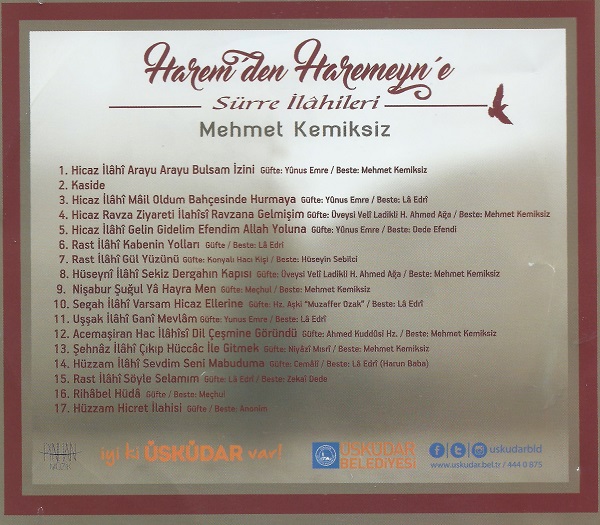 Harem'den Haremeyn'e
Sürre İlâhileri
Mehmet Kemiksiz
1. Hicaz İlâhî Arayu Arayu Bulsam İzini Güfte: Yûnus Emre / Beste: Mehmet Kemiksiz
2. Kaside
3. Hicaz İlâhî Mâil Oldum Bahçesinde Hurmaya Güfte: Yûnus Emre / Beste: Lâ Edrî
4. Hicaz Ravza Ziyareti İlahîsî Ravzana Gelmişim Güfte: Üveysi Velî Ladikli H. Ahmed Ağa / Beste: Mehmet Kemiksiz
5. Hicaz İlâhî Gelin Gidelim Efendim Allah Yoluna Güfte: Yûnus Emre / Beste: Dede Efendi
6. Rast İlâhî Kabenin Yolları Güfte / Beste: Lâ Edrî
7. Rast İlâhî Gül Yüzünü Güfte: Konyalı Hacı Kişi / Beste: Hüseyin Sebilci
8. Hüseynî İlâhî Sekiz Dergahın Kapısı Güfte: Üveysi Velî Ladikli H. Ahmed Ağa / Beste: Mehmet Kemiksiz
9. Nişabur Şuğul Yâ Hayra Men Güfte: Meçhul / Beste: Mehmet Kemiksiz
10. Segah İlâhî Varsam Hicaz Ellerine Güfte: Hz. Aşki "Muzaffer Ozak" / Beste: Lâ Edrî
11. Uşşak İlâhî Ganî Mevlâm Güfte: Yunus Emre / Beste: Lâ Edrî
12. Acemaşiran Hac İlâhîsî Dil Çeşmine Göründü Güfte: Ahmed Kuddûsi Hz. / Beste: Mehmet Kemiksiz
13. Şehnâz İlâhî Çıkıp Hüccâc İle Gitmek Güfte: Niyâzî Mısrî / Beste: Mehmet Kemiksiz
14. Hüzzam İlâhî Sevdim Seni Mabuduma Güfte: Cemâlî / Beste: Lâ Edrî (Harun Baba)
15. Rast İlâhî Söyle Selamım Güfte: Lâ Edrî / Beste: Zekaî Dede
16. Rihâbel Hüdâ Güfte / Beste: Meçhul
17. Hüzzam Hicret İlahisi Güfte / Beste: Anonim
iyi ki ÜSKÜDAR var!
ÜSKÜDAR
BELEDİYESİ
uskudarbld
www.uskudar.bel.tr / 444 0 875